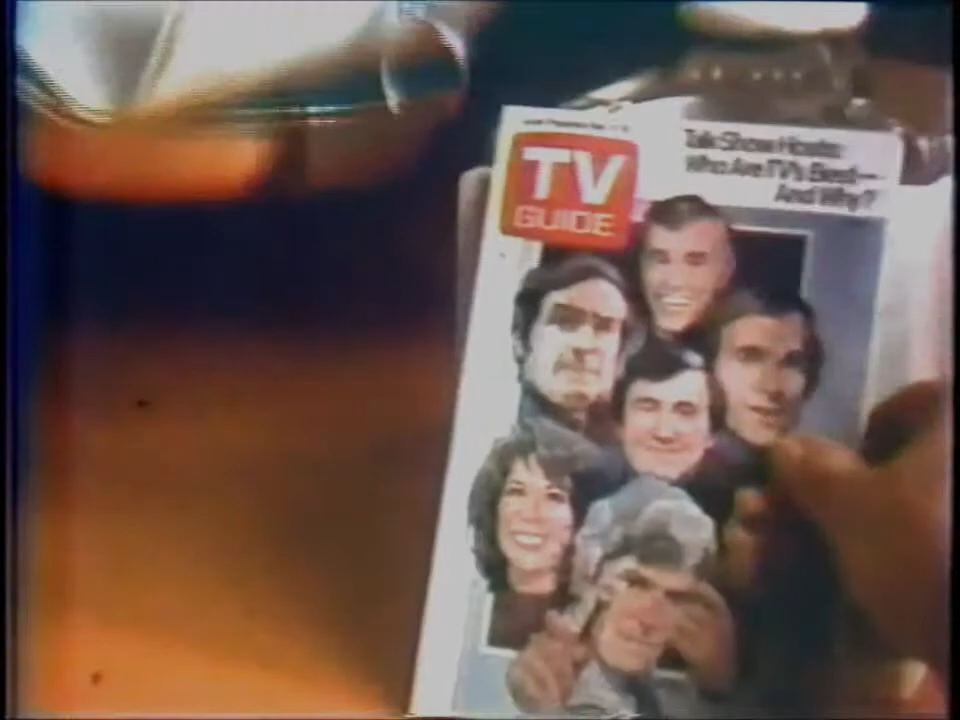 TV
GUIDE
Talk Show Hosts:
Who Are TV's Best—
And Why?